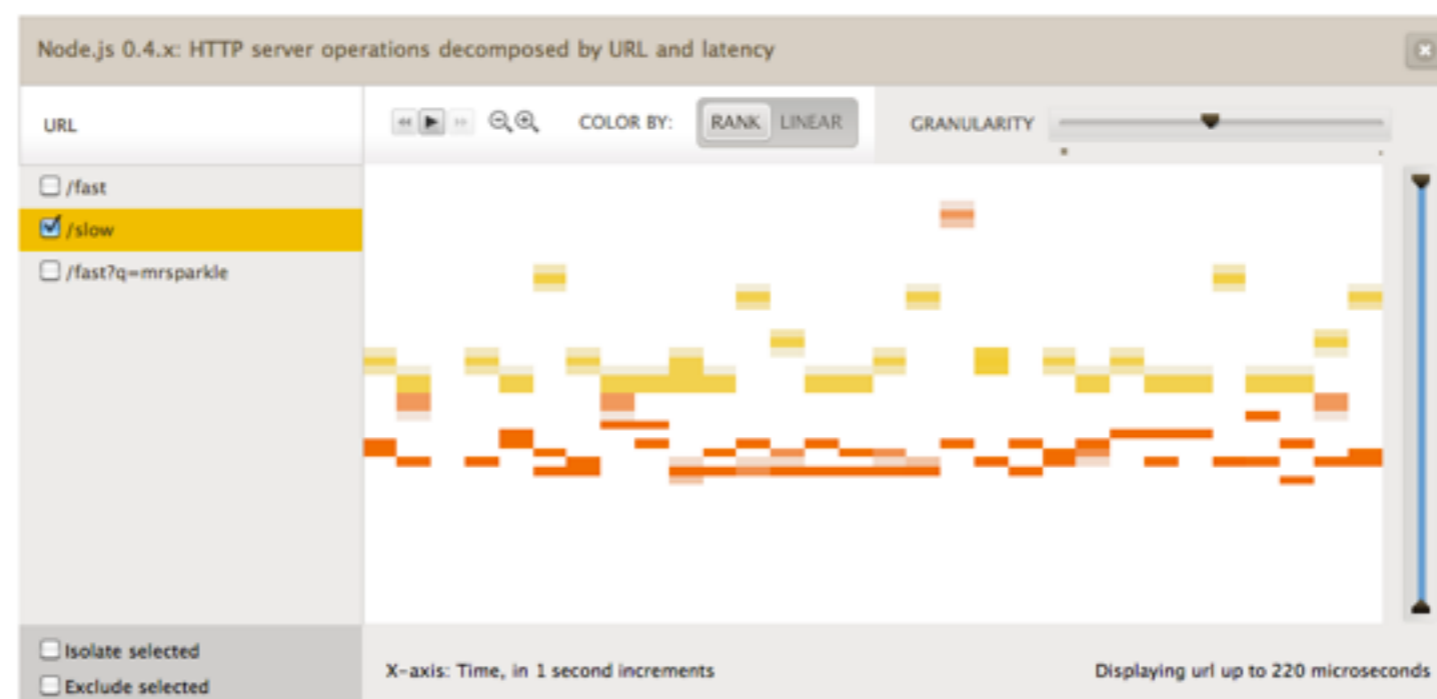 Node.js 0.4.x: HTTP server operations decomposed by URL and latency
URL
COLOR BY: RANK LINEAR GRANULARITY
/fast
/slow
/fast?q=mrsparkle
Isolate selected
Exclude selected
X-axis: Time, in 1 second increments
Displaying url up to 220 microseconds